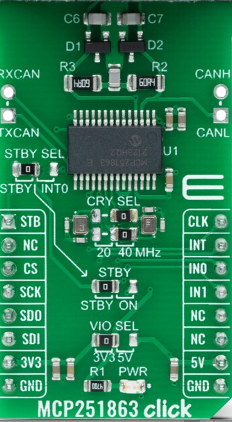 C6 C7
D1 D2
R3 R2
RXCAN CANH
TXCAN CANL
U1
MCP251863
STBY SEL
STBY INT0
CRY SEL
20 40 MHz
STBY
STBY ON
VIO SEL
3V3 5V
R1 PWR
STB CLK
NC INT
CS IN0
SCK IN1
SDO NC
SDI NC
3V3 5V
GND GND
MCP251863 click